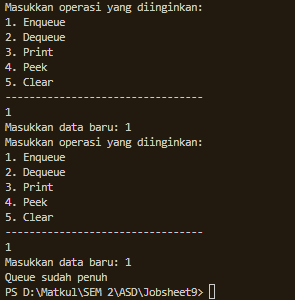 Masukkan operasi yang diinginkan:
1. Enqueue
2. Dequeue
3. Print
4. Peek
5. Clear
--------------------------------
1
Masukkan data baru: 1
Masukkan operasi yang diinginkan:
1. Enqueue
2. Dequeue
3. Print
4. Peek
5. Clear
--------------------------------
1
Masukkan data baru: 1
Queue sudah penuh
PS D:\Matkul\SEM 2\ASD\Jobsheet9>